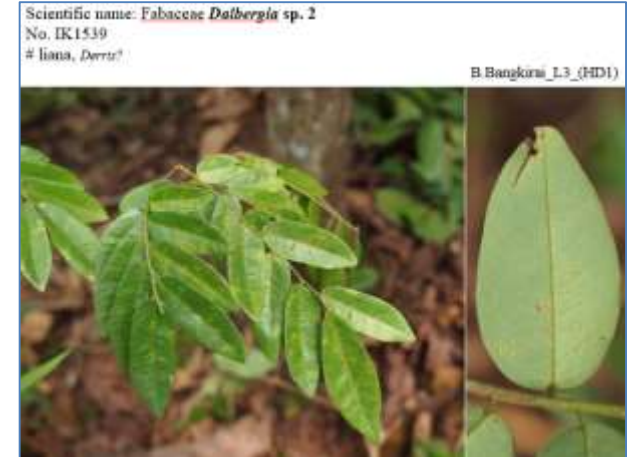 Scientific name: Fabaceae Dalbergia sp. 2
No. IK1539
# liana, Derris?
B.Bangkirai_L3_(HD1)